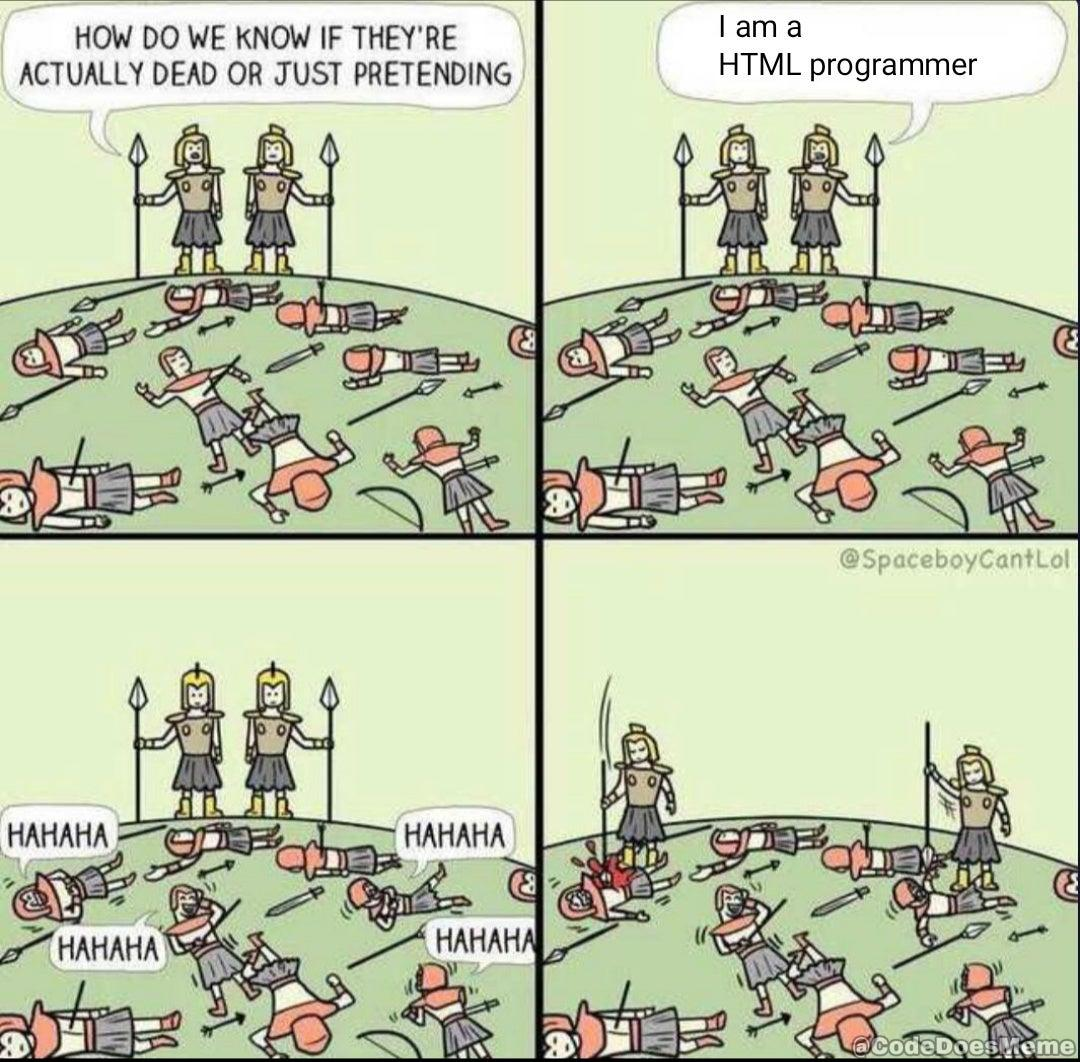 HOW DO WE KNOW IF THEY'RE
ACTUALLY DEAD OR JUST PRETENDING
I am a
HTML programmer
HAHAHA
HAHAHA
HAHAHA
HAHAHA
@SpaceboyCantLol
@CodeDoesMeme